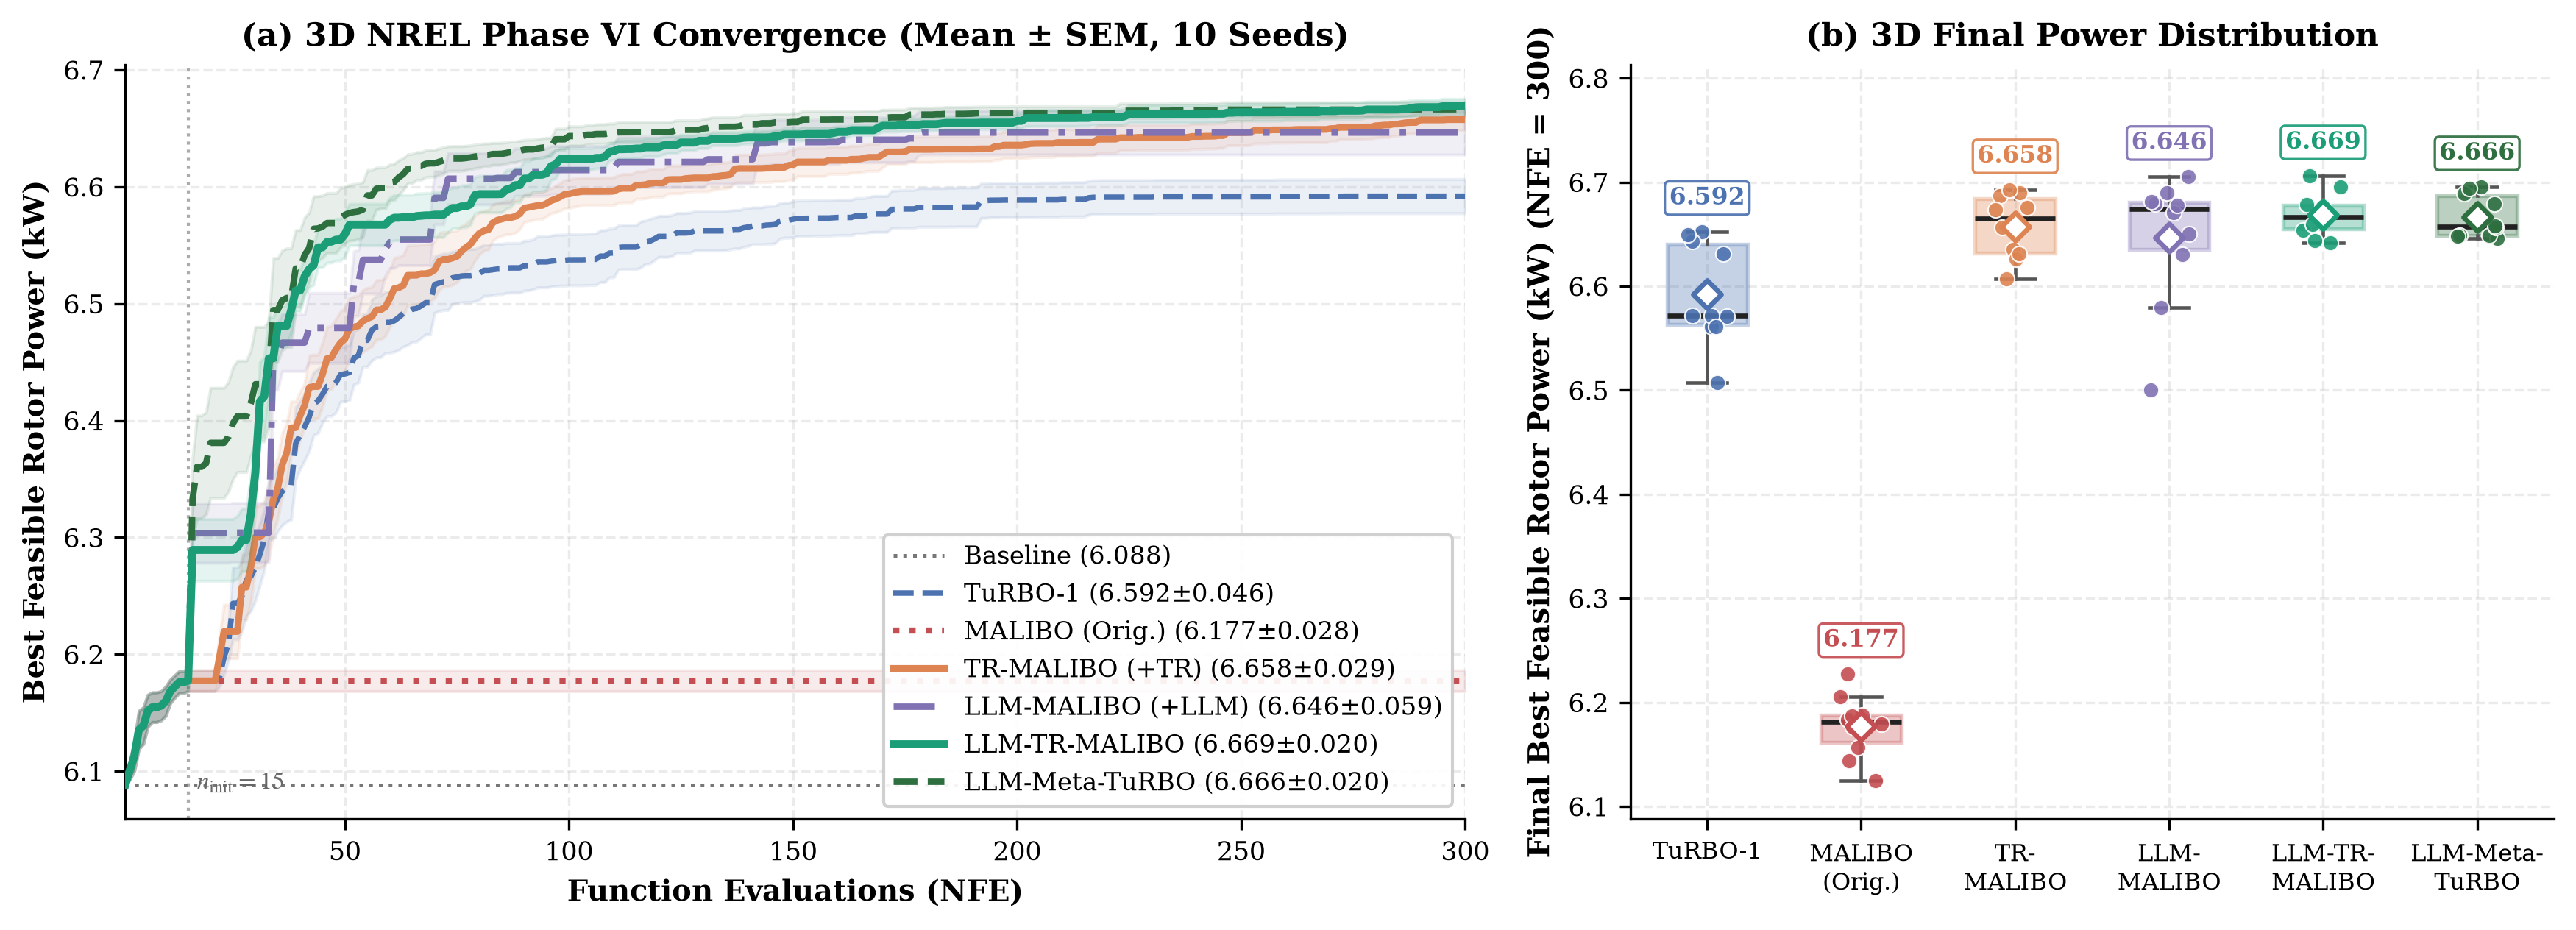 (a) 3D NREL Phase VI Convergence (Mean ± SEM, 10 Seeds)
Best Feasible Rotor Power (kW)
6.7
6.6
6.5
6.4
6.3
6.2
6.1
n_init = 15
Baseline (6.088)
TuRBO-1 (6.592±0.046)
MALIBO (Orig.) (6.177±0.028)
TR-MALIBO (+TR) (6.658±0.029)
LLM-MALIBO (+LLM) (6.646±0.059)
LLM-TR-MALIBO (6.669±0.020)
LLM-Meta-TuRBO (6.666±0.020)
50 100 150 200 250 300
Function Evaluations (NFE)
(b) 3D Final Power Distribution
Final Best Feasible Rotor Power (kW) (NFE = 300)
6.8
6.7
6.6
6.5
6.4
6.3
6.2
6.1
6.592
6.177
6.658
6.646
6.669
6.666
TuRBO-1
MALIBO
(Orig.)
TR-
MALIBO
LLM-
MALIBO
LLM-TR-
MALIBO
LLM-Meta-
TuRBO